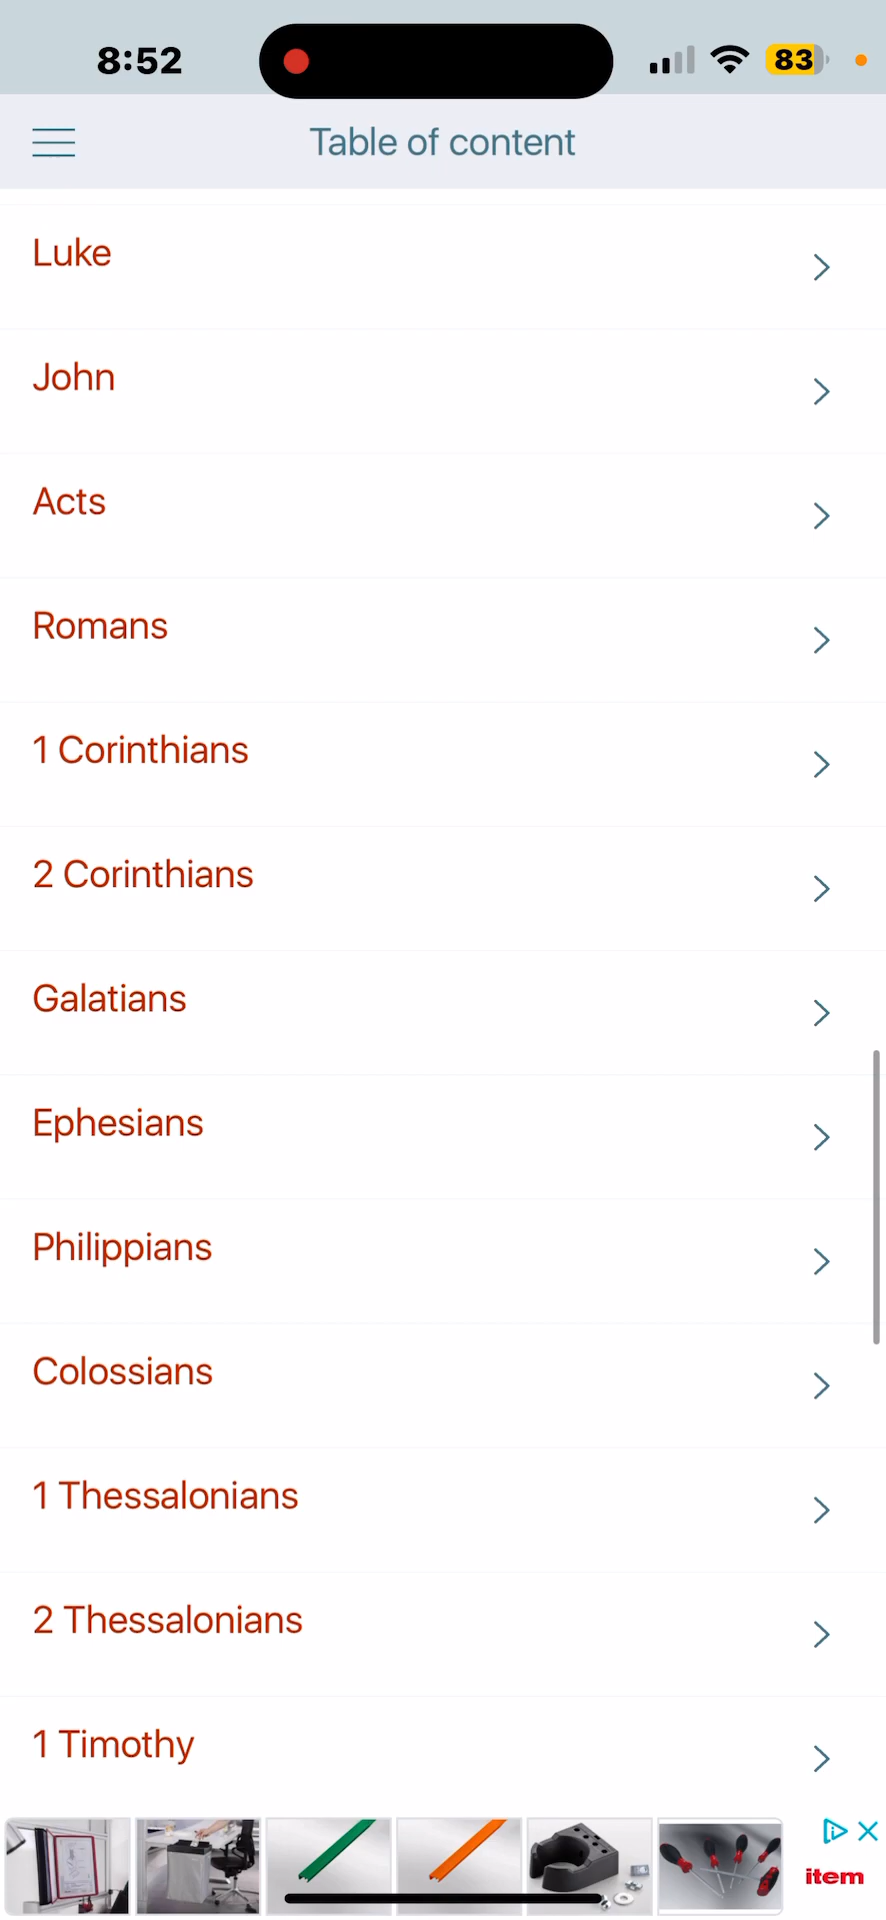 8:52
83
Table of content
Luke
John
Acts
Romans
1 Corinthians
2 Corinthians
Galatians
Ephesians
Philippians
Colossians
1 Thessalonians
2 Thessalonians
1 Timothy
item